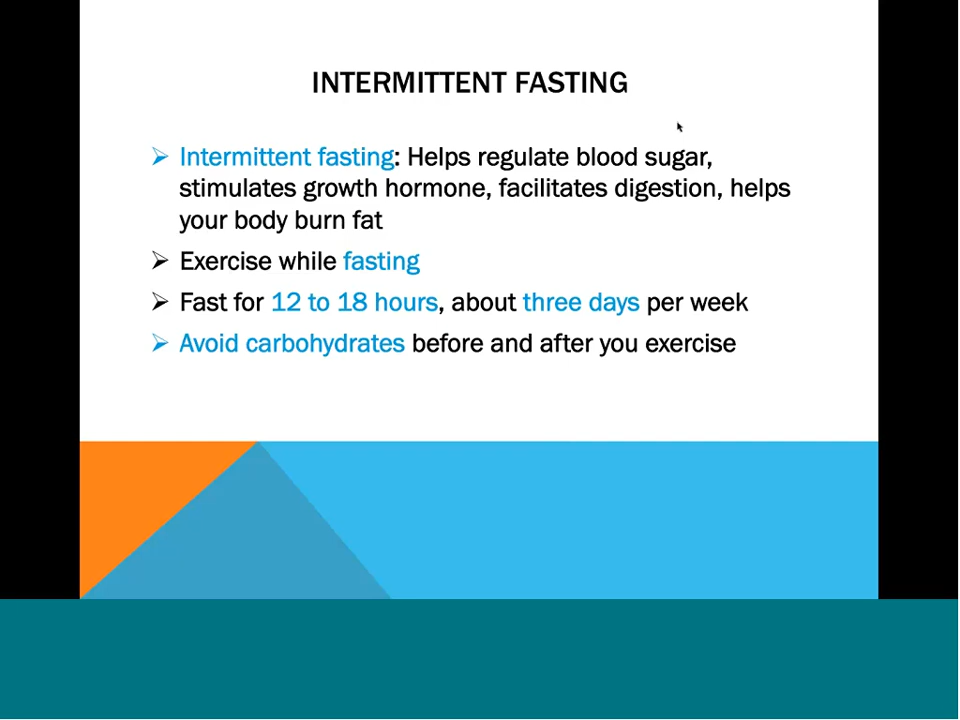 INTERMITTENT FASTING
➢ Intermittent fasting: Helps regulate blood sugar,
stimulates growth hormone, facilitates digestion, helps
your body burn fat
➢ Exercise while fasting
➢ Fast for 12 to 18 hours, about three days per week
➢ Avoid carbohydrates before and after you exercise